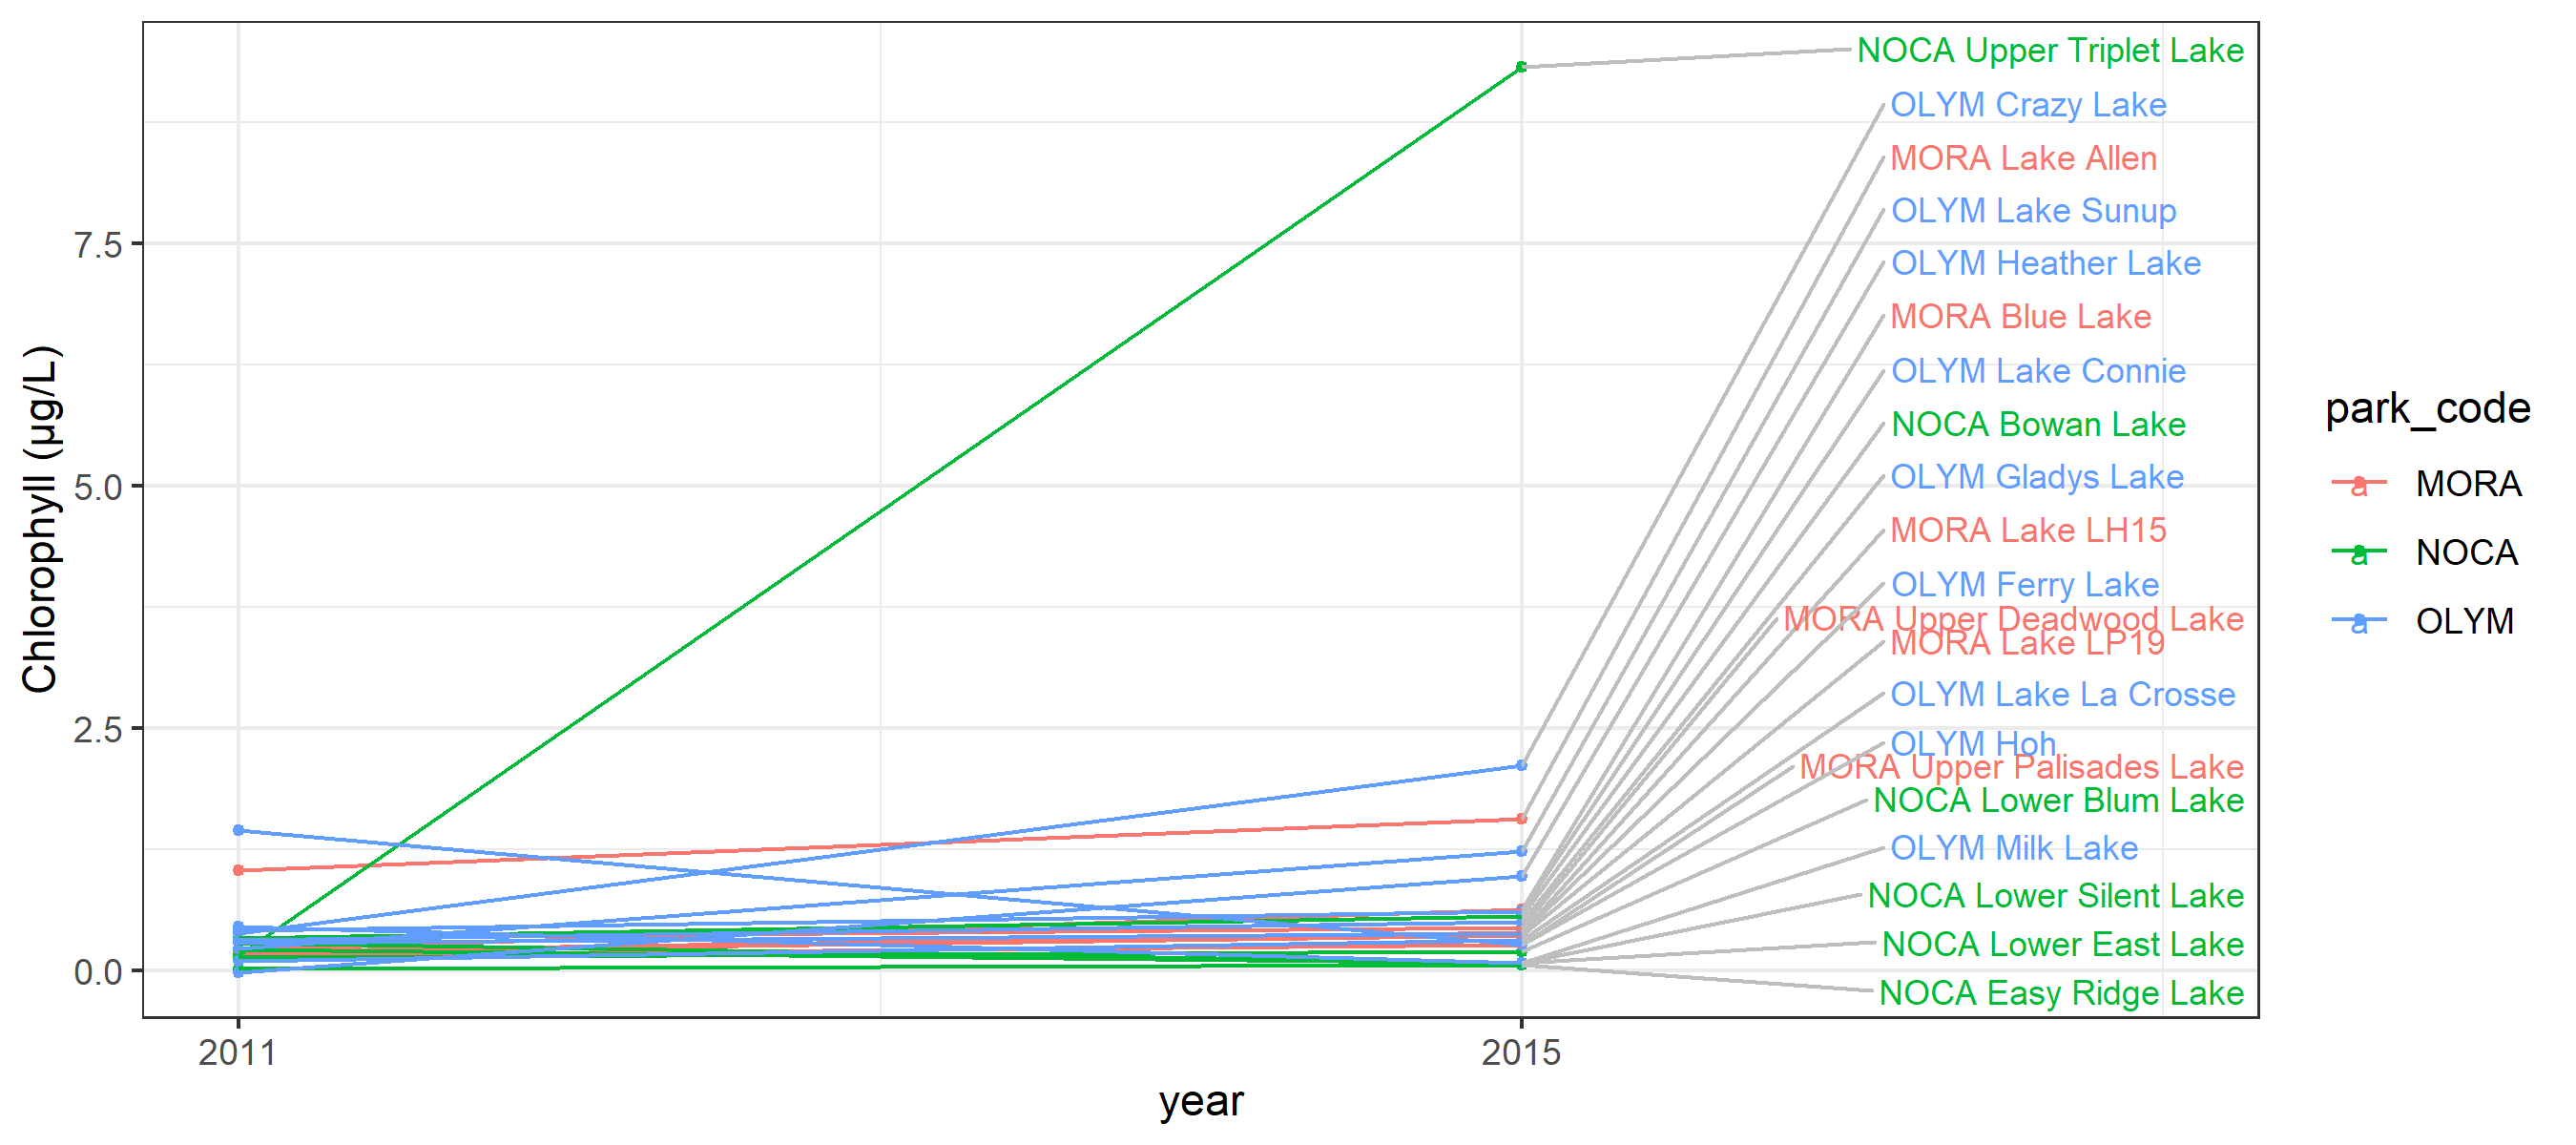 Chlorophyll (µg/L)
7.5
5.0
2.5
0.0
2011
2015
year
NOCA Upper Triplet Lake
OLYM Crazy Lake
MORA Lake Allen
OLYM Lake Sunup
OLYM Heather Lake
MORA Blue Lake
OLYM Lake Connie
NOCA Bowan Lake
OLYM Gladys Lake
MORA Lake LH15
OLYM Ferry Lake
MORA Upper Deadwood Lake
MORA Lake LP19
OLYM Lake La Crosse
OLYM Hoh
MORA Upper Palisades Lake
NOCA Lower Blum Lake
OLYM Milk Lake
NOCA Lower Silent Lake
NOCA Lower East Lake
NOCA Easy Ridge Lake
park_code
a MORA
a NOCA
a OLYM